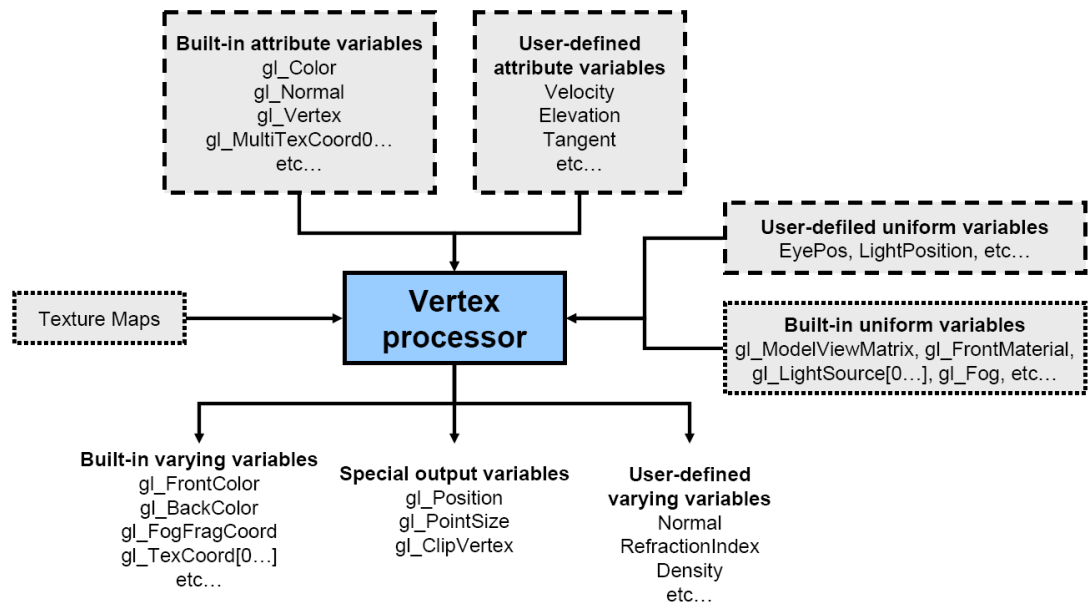 Built-in attribute variables
gl_Color
gl_Normal
gl_Vertex
gl_MultiTexCoord0…
etc…
User-defined
attribute variables
Velocity
Elevation
Tangent
etc…
User-defiled uniform variables
EyePos, LightPosition, etc…
Texture Maps
Vertex
processor
Built-in uniform variables
gl_ModelViewMatrix, gl_FrontMaterial,
gl_LightSource[0…], gl_Fog, etc…
Built-in varying variables
gl_FrontColor
gl_BackColor
gl_FogFragCoord
gl_TexCoord[0…]
etc…
Special output variables
gl_Position
gl_PointSize
gl_ClipVertex
User-defined
varying variables
Normal
RefractionIndex
Density
etc…